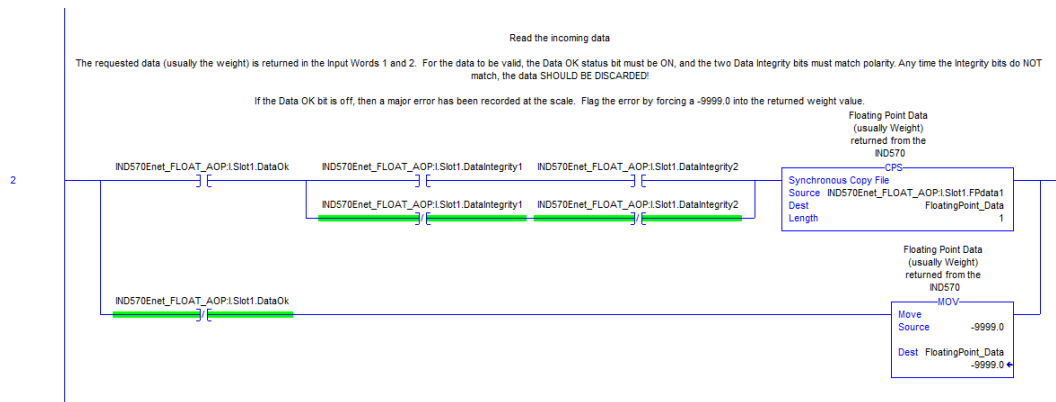 Read the incoming data
The requested data (usually the weight) is returned in the Input Words 1 and 2.  For the data to be valid, the Data OK status bit must be ON, and the two Data Integrity bits must match polarity. Any time the Integrity bits do NOT
match, the data SHOULD BE DISCARDED!
If the Data OK bit is off, then a major error has been recorded at the scale.  Flag the error by forcing a -9999.0 into the returned weight value.
Floating Point Data
(usually Weight)
returned from the
IND570
2
IND570Enet_FLOAT_AOP:I.Slot1.DataOk
IND570Enet_FLOAT_AOP:I.Slot1.DataIntegrity1
IND570Enet_FLOAT_AOP:I.Slot1.DataIntegrity2
CPS
Synchronous Copy File
Source IND570Enet_FLOAT_AOP:I.Slot1.FPdata1
Dest FloatingPoint_Data
Length 1
IND570Enet_FLOAT_AOP:I.Slot1.DataIntegrity1
IND570Enet_FLOAT_AOP:I.Slot1.DataIntegrity2
Floating Point Data
(usually Weight)
returned from the
IND570
IND570Enet_FLOAT_AOP:I.Slot1.DataOk
MOV
Move
Source -9999.0
Dest FloatingPoint_Data
-9999.0